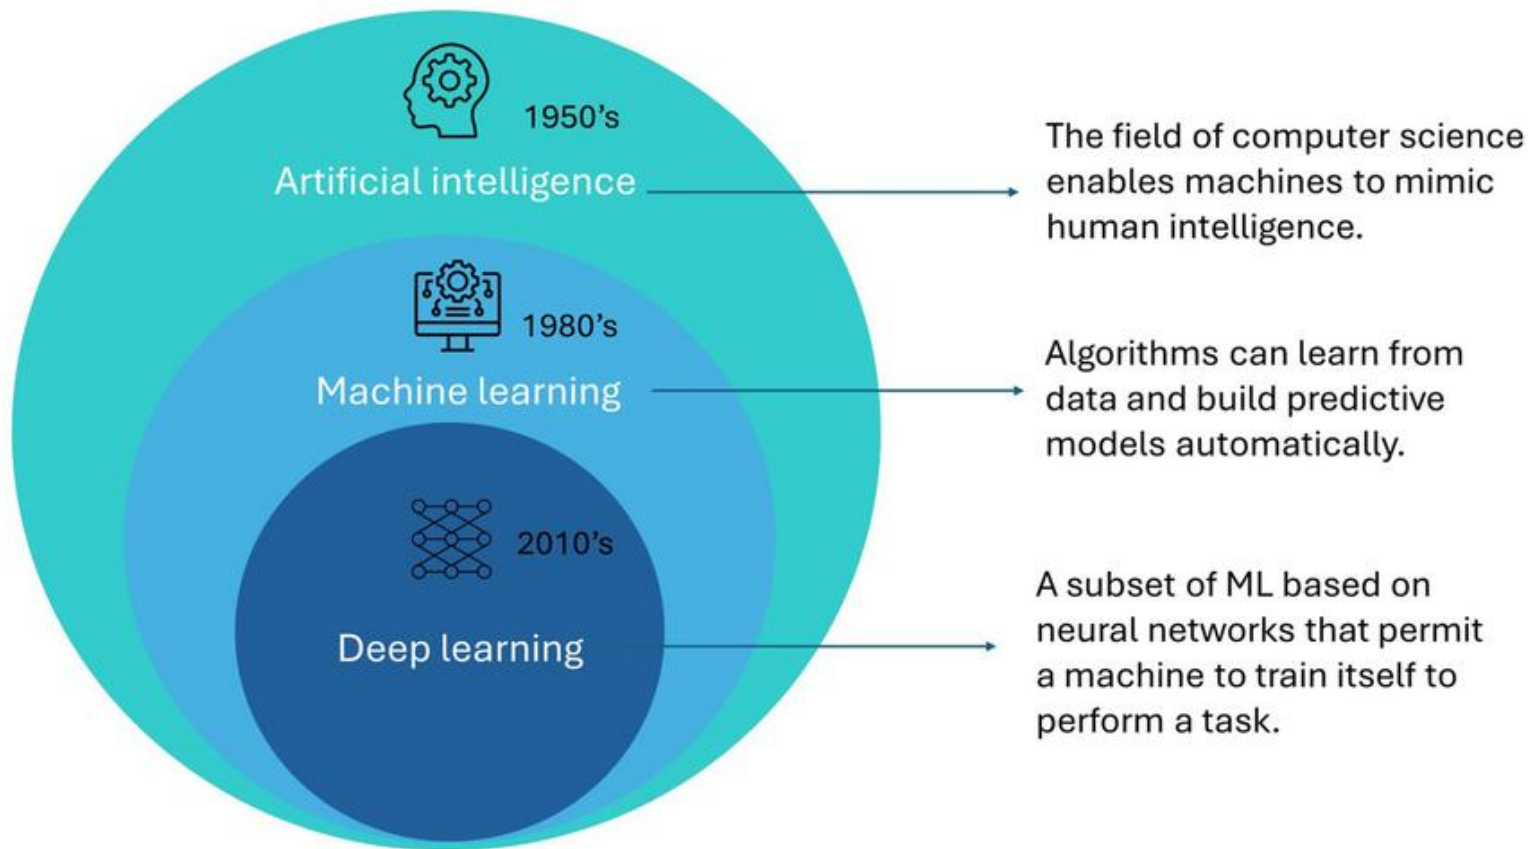 1950's
Artificial intelligence
The field of computer science
enables machines to mimic
human intelligence.
1980's
Machine learning
Algorithms can learn from
data and build predictive
models automatically.
2010's
Deep learning
A subset of ML based on
neural networks that permit
a machine to train itself to
perform a task.